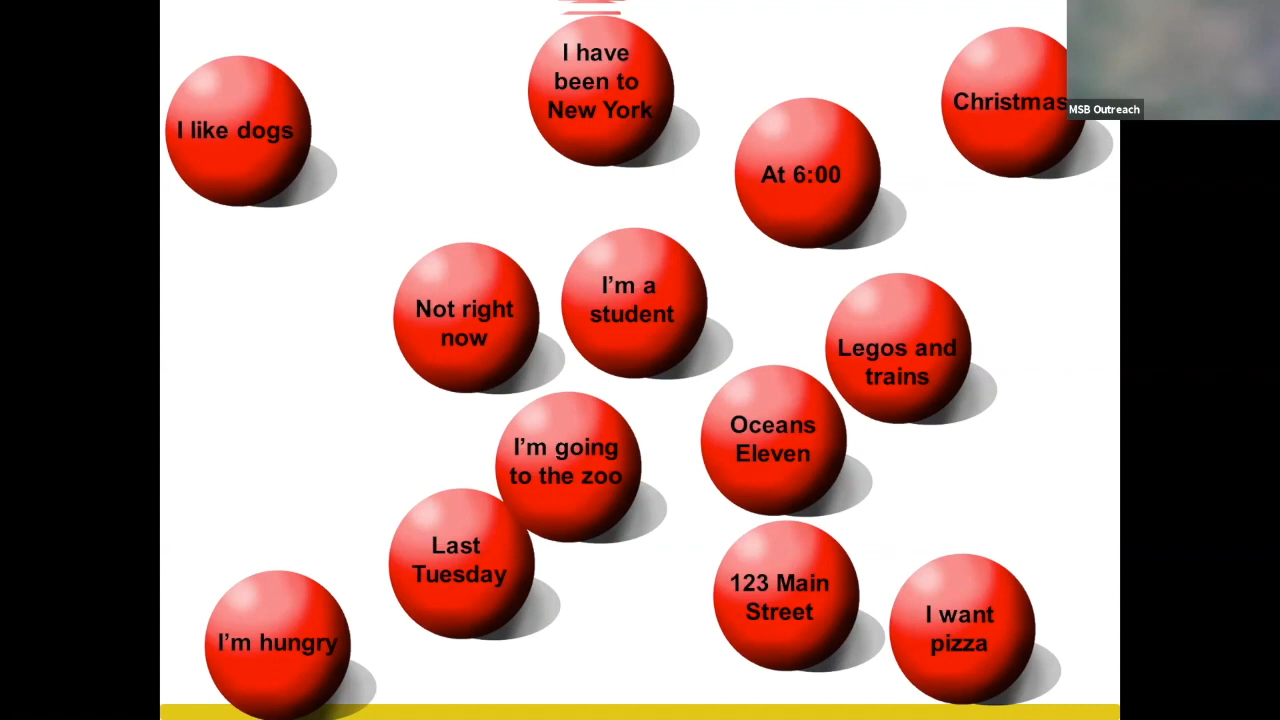 I have
been to
New York
Christmas
MSB Outreach
I like dogs
At 6:00
Not right
now
I'm a
student
Legos and
trains
Oceans
Eleven
I'm going
to the zoo
Last
Tuesday
123 Main
Street
I want
pizza
I'm hungry